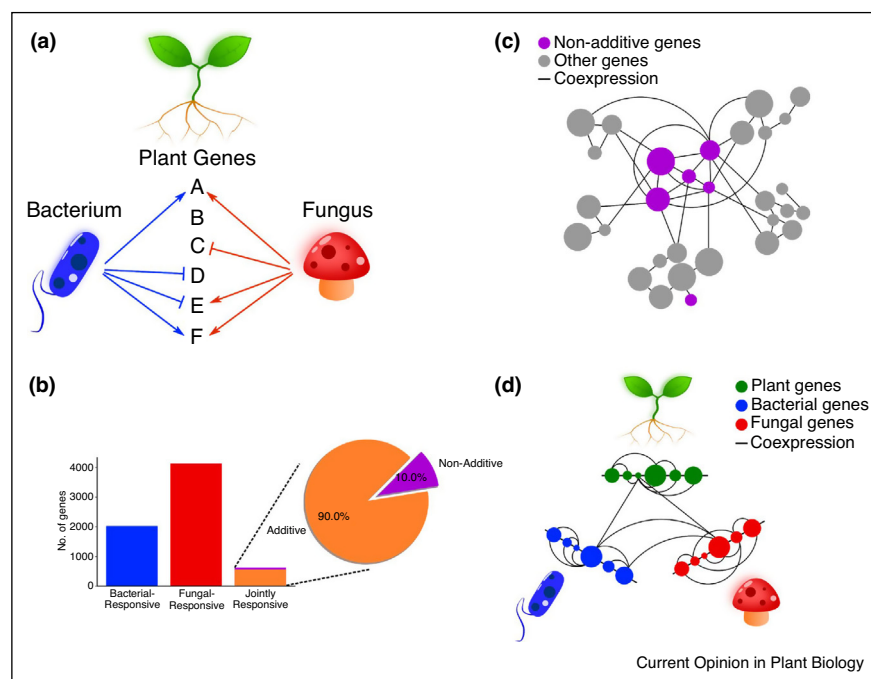 (a)
Plant Genes
Bacterium
Fungus
A
B
C
D
E
F
(b)
No. of genes
4000
3000
2000
1000
0
Bacterial-
Responsive
Fungal-
Responsive
Jointly
Responsive
Additive
90.0%
10.0%
Non-Additive
(c)
Non-additive genes
Other genes
Coexpression
(d)
Plant genes
Bacterial genes
Fungal genes
Coexpression
Current Opinion in Plant Biology